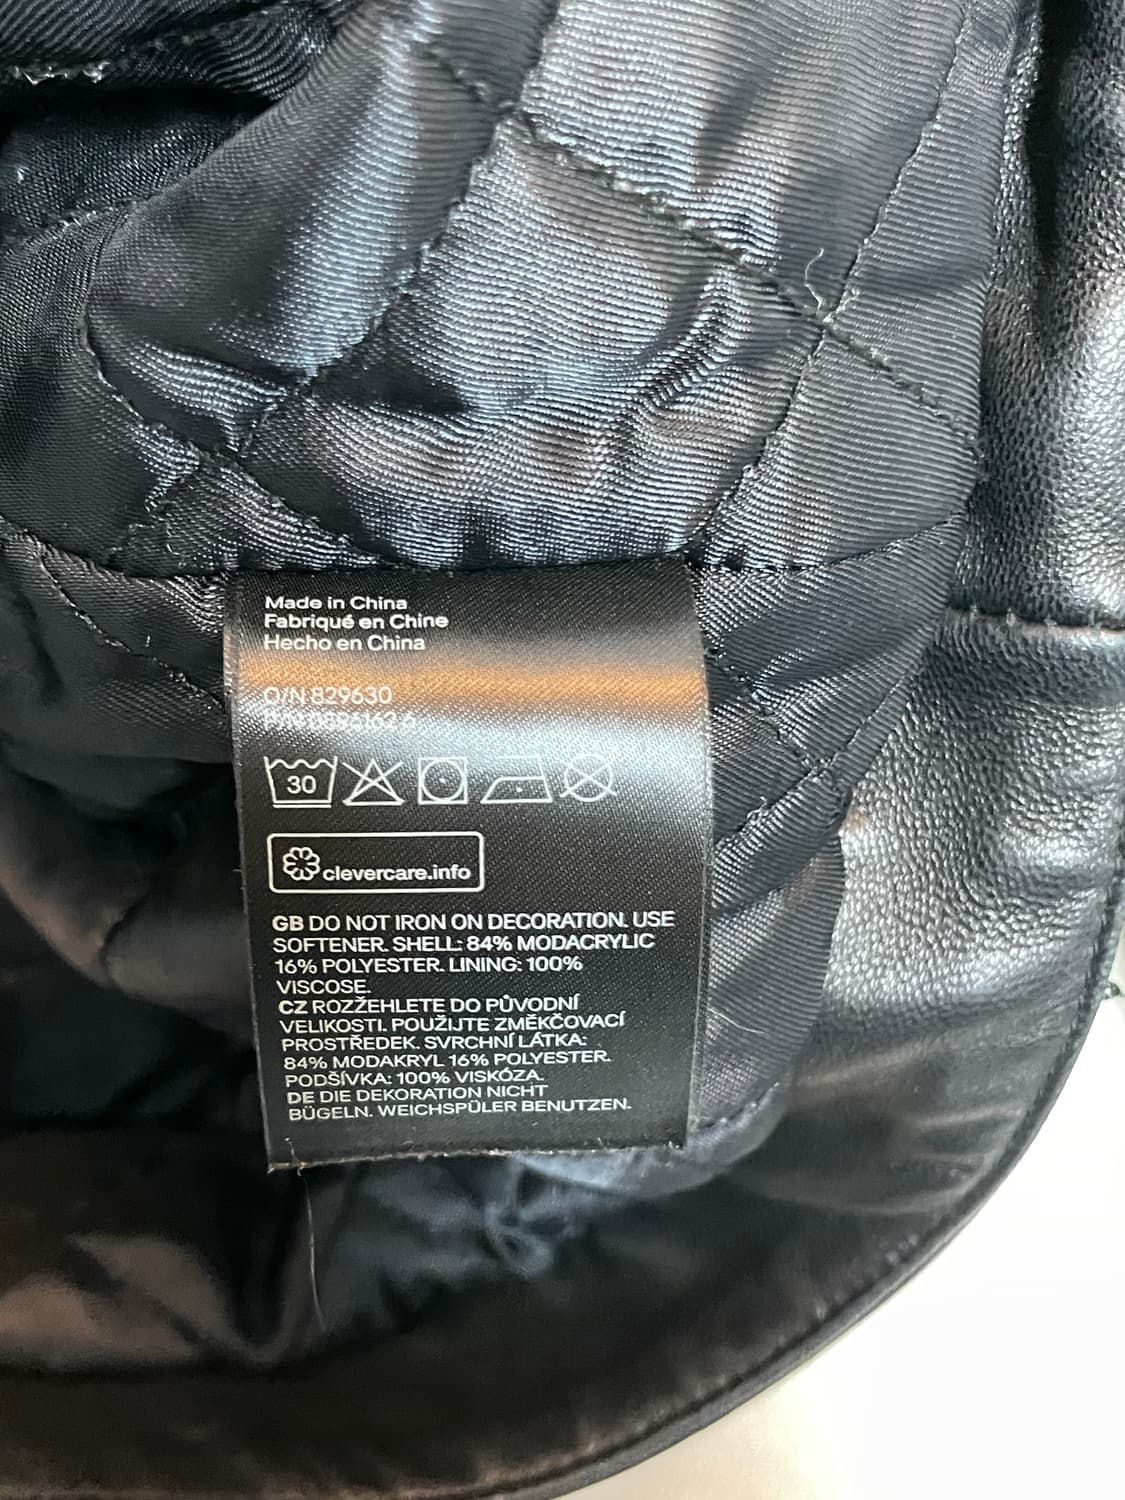 Made in China
Fabriqué en Chine
Hecho en China
O/N 829630
30
clevercare.info
GB DO NOT IRON ON DECORATION. USE
SOFTENER. SHELL: 84% MODACRYLIC
16% POLYESTER. LINING: 100%
VISCOSE.
CZ ROZŽEHLETE DO PŮVODNÍ
VELIKOSTI. POUŽIJTE ZMĚKČOVACÍ
PROSTŘEDEK. SVRCHNÍ LÁTKA:
84% MODAKRYL 16% POLYESTER.
PODŠÍVKA: 100% VISKÓZA.
DE DIE DEKORATION NICHT
BÜGELN. WEICHSPÜLER BENUTZEN.